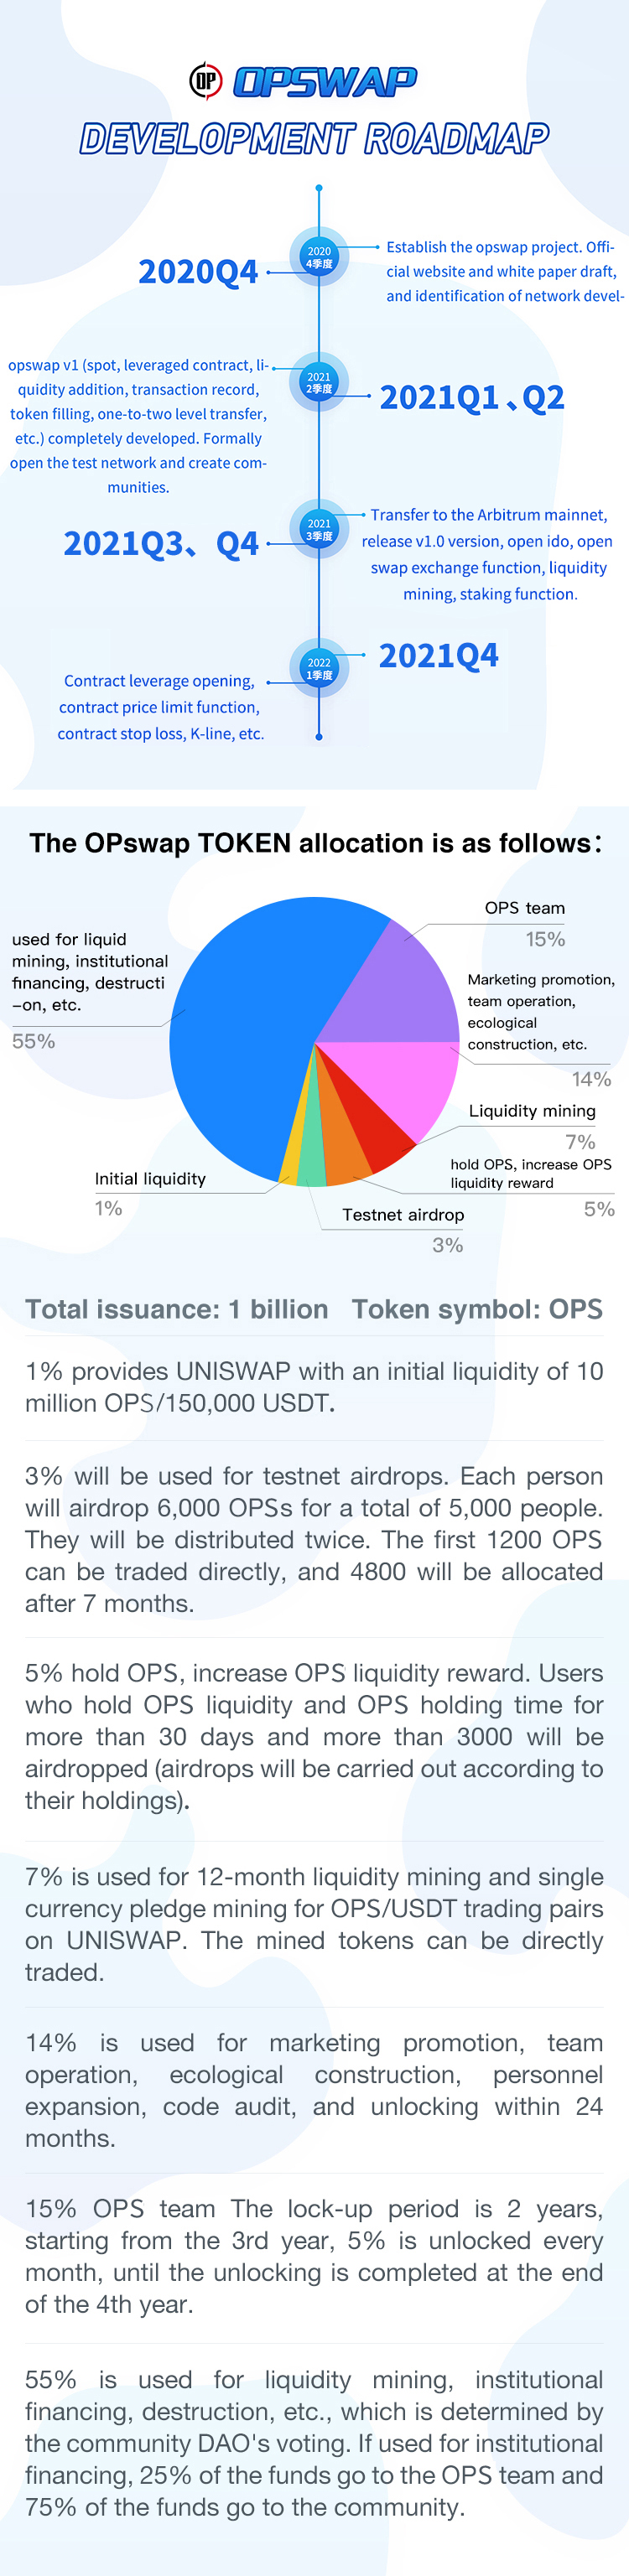 OP OPSWAP
DEVELOPMENT ROADMAP
2020
4季度
2020Q4
Establish the opswap project. Offi-
cial website and white paper draft,
and identification of network devel-
opswap v1 (spot, leveraged contract, li-
quidity addition, transaction record,
token filling, one-to-two level transfer,
etc.) completely developed. Formally
open the test network and create com-
munities.
2021
2季度
2021Q1、Q2
2021Q3、Q4
2021
3季度
Transfer to the Arbitrum mainnet,
release v1.0 version, open ido, open
swap exchange function, liquidity
mining, staking function.
2022
1季度
2021Q4
Contract leverage opening,
contract price limit function,
contract stop loss, K-line, etc.
The OPswap TOKEN allocation is as follows：
used for liquid
mining, institutional
financing, destructi
-on, etc.
55%
OPS team
15%
Marketing promotion,
team operation,
ecological
construction, etc.
14%
Liquidity mining
7%
hold OPS, increase OPS
liquidity reward
5%
Testnet airdrop
3%
Initial liquidity
1%
Total issuance: 1 billion Token symbol: OPS
1% provides UNISWAP with an initial liquidity of 10
million OPS/150,000 USDT.
3% will be used for testnet airdrops. Each person
will airdrop 6,000 OPSs for a total of 5,000 people.
They will be distributed twice. The first 1200 OPS
can be traded directly, and 4800 will be allocated
after 7 months.
5% hold OPS, increase OPS liquidity reward. Users
who hold OPS liquidity and OPS holding time for
more than 30 days and more than 3000 will be
airdropped (airdrops will be carried out according to
their holdings).
7% is used for 12-month liquidity mining and single
currency pledge mining for OPS/USDT trading pairs
on UNISWAP. The mined tokens can be directly
traded.
14% is used for marketing promotion, team
operation, ecological construction, personnel
expansion, code audit, and unlocking within 24
months.
15% OPS team The lock-up period is 2 years,
starting from the 3rd year, 5% is unlocked every
month, until the unlocking is completed at the end
of the 4th year.
55% is used for liquidity mining, institutional
financing, destruction, etc., which is determined by
the community DAO's voting. If used for institutional
financing, 25% of the funds go to the OPS team and
75% of the funds go to the community.